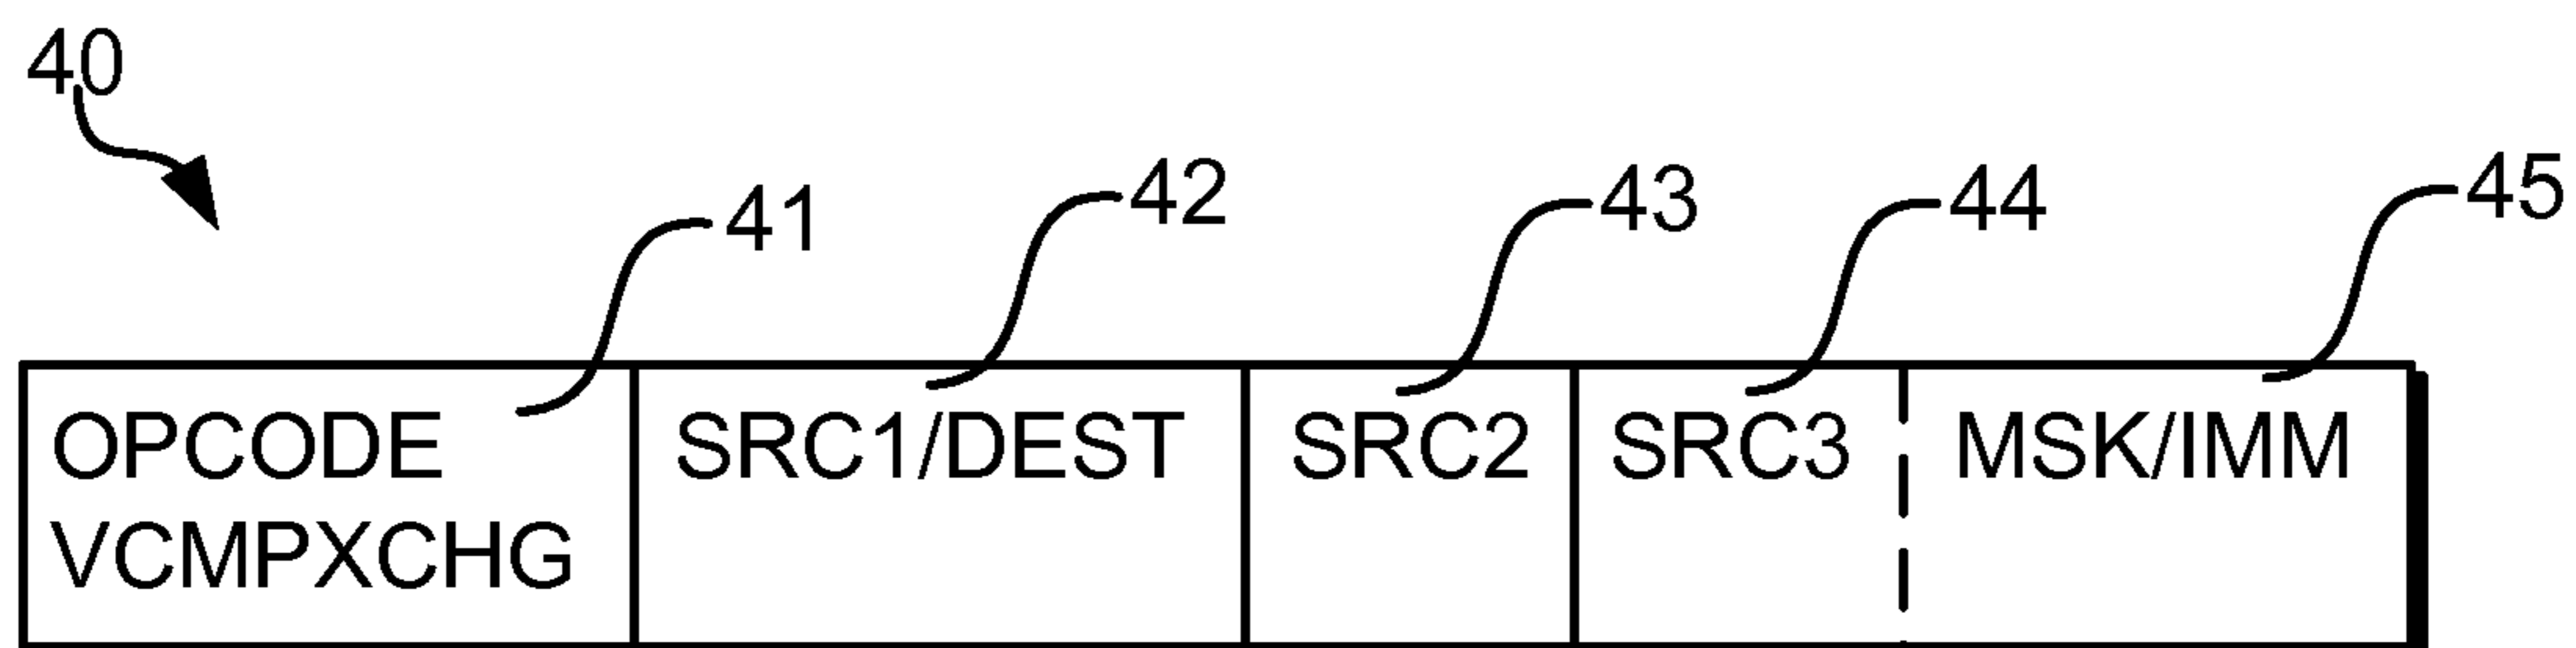 40
41
42
43
44
45
OPCODE
VCMPXCHG
SRC1/DEST
SRC2
SRC3
MSK/IMM